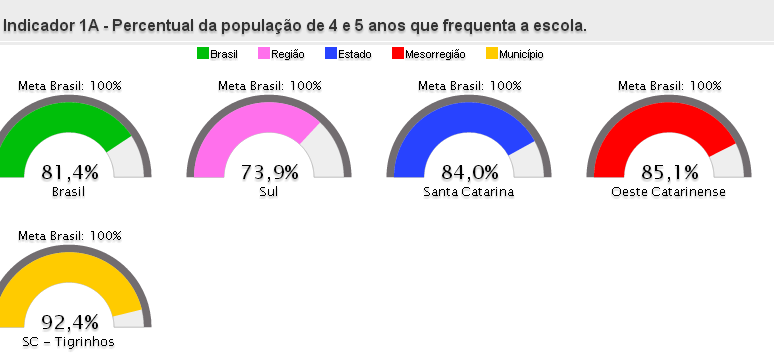 Indicador 1A - Percentual da população de 4 e 5 anos que frequenta a escola.
Brasil Região Estado Mesorregião Município
Meta Brasil: 100% Meta Brasil: 100% Meta Brasil: 100% Meta Brasil: 100%
81,4% 73,9% 84,0% 85,1%
Brasil Sul Santa Catarina Oeste Catarinense
Meta Brasil: 100%
92,4%
SC - Tigrinhos